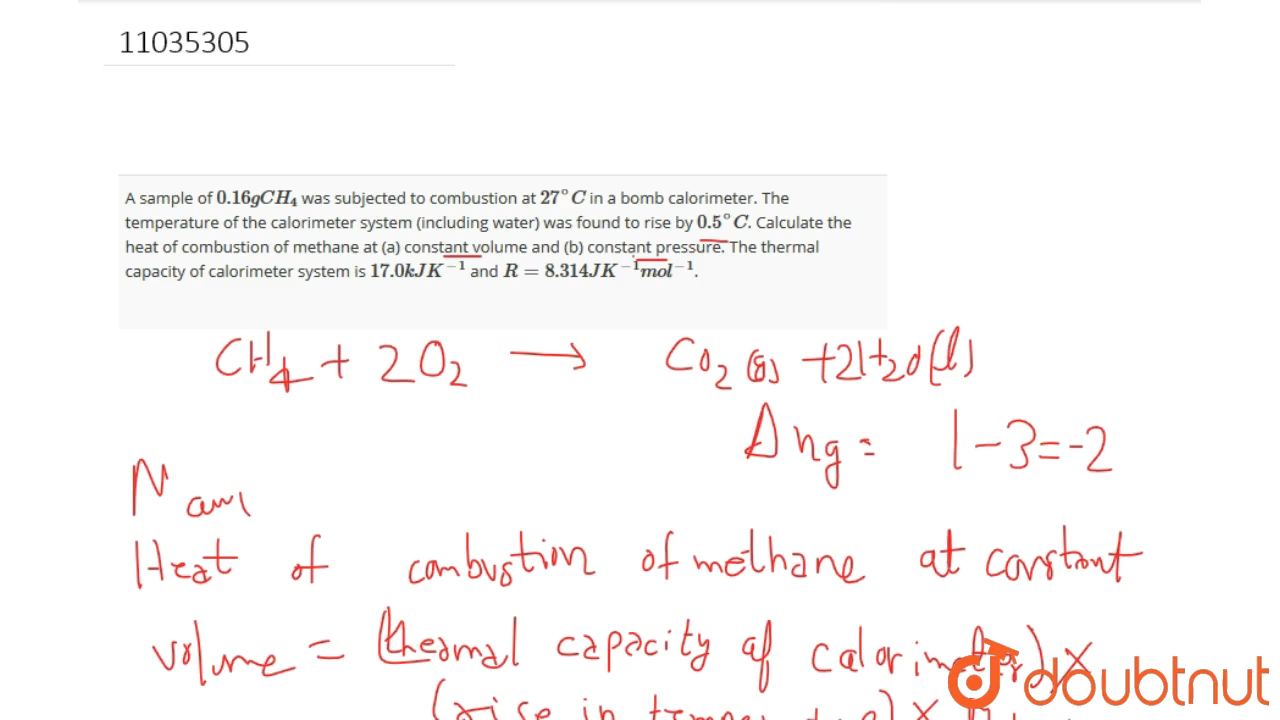 11035305
A sample of 0.16gCH₄ was subjected to combustion at 27° C in a bomb calorimeter. The
temperature of the calorimeter system (including water) was found to rise by 0.5° C. Calculate the
heat of combustion of methane at (a) constant volume and (b) constant pressure. The thermal
capacity of calorimeter system is 17.0kJK⁻¹ and R = 8.314JK⁻¹mol⁻¹.
CH₄ + 2O₂ → CO₂(g) + 2H₂O(l)
Δng = 1-3=-2
Heat of combustion of methane at constant
volume = (thermal capacity of calorimeter) ×
(rise in temperature) ×
doubtnut